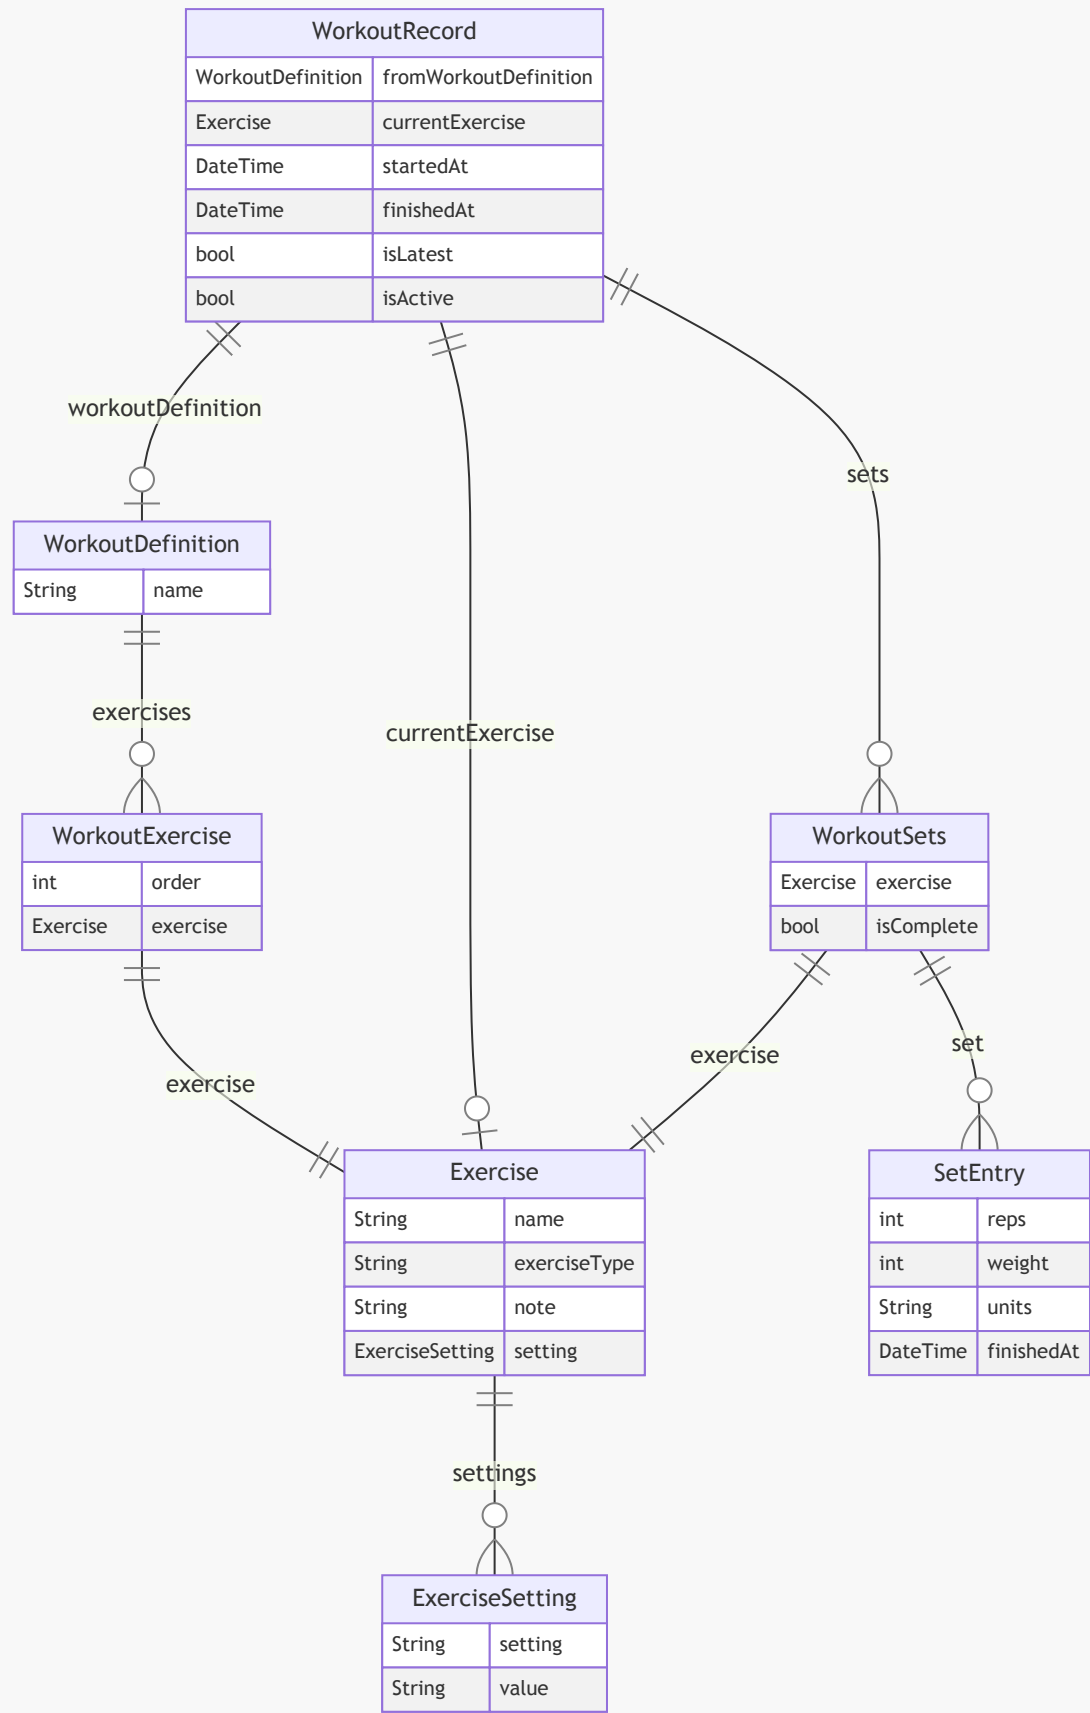 WorkoutRecord
WorkoutDefinition fromWorkoutDefinition
Exercise currentExercise
DateTime startedAt
DateTime finishedAt
bool isLatest
bool isActive
workoutDefinition
sets
WorkoutDefinition
String name
exercises
currentExercise
WorkoutExercise
int order
Exercise exercise
WorkoutSets
Exercise exercise
bool isComplete
exercise
exercise
set
Exercise
String name
String exerciseType
String note
ExerciseSetting setting
SetEntry
int reps
int weight
String units
DateTime finishedAt
settings
ExerciseSetting
String setting
String value